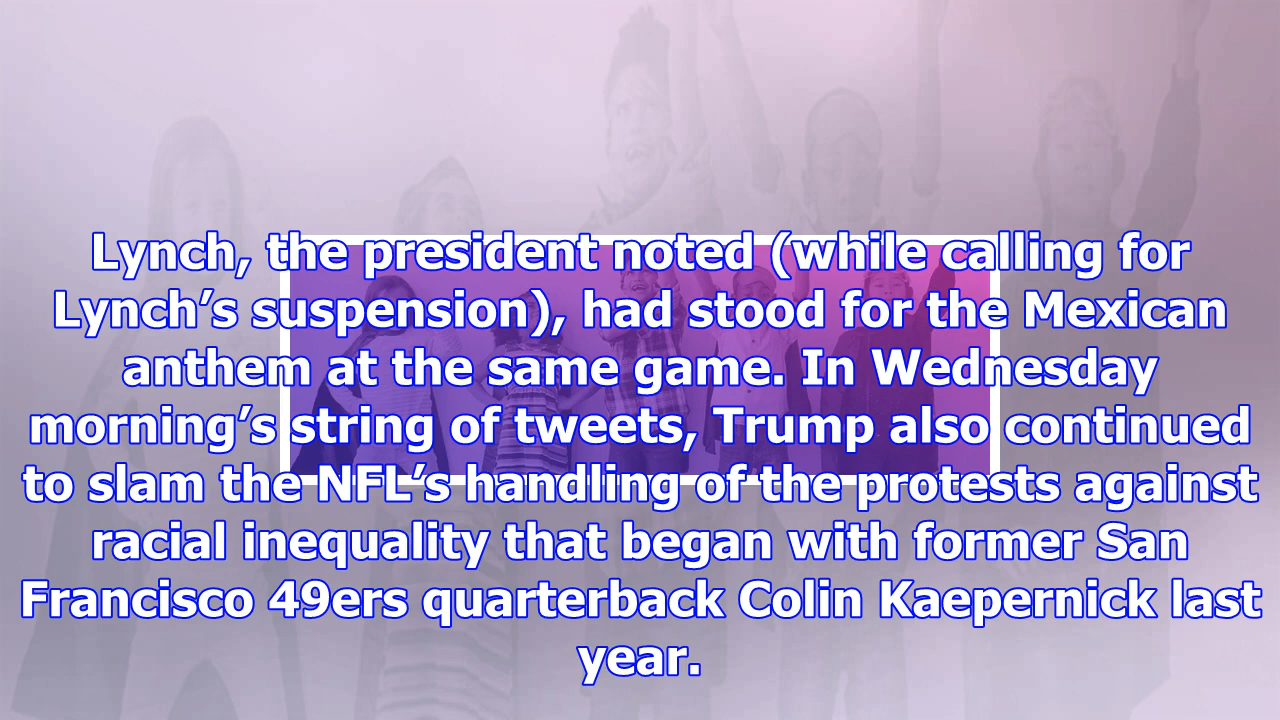 Lynch, the president noted (while calling for
Lynch’s suspension), had stood for the Mexican
anthem at the same game. In Wednesday
morning’s string of tweets, Trump also continued
to slam the NFL’s handling of the protests against
racial inequality that began with former San
Francisco 49ers quarterback Colin Kaepernick last
year.